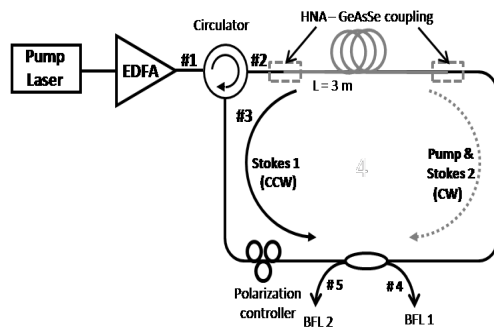 Circulator
HNA – GeAsSe coupling
Pump
Laser
EDFA
#1
#2
L = 3 m
#3
Stokes 1
(CCW)
4
Pump &
Stokes 2
(CW)
Polarization
controller
#5
#4
BFL 2
BFL 1